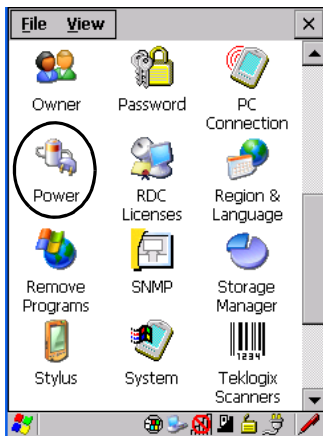 File View
Owner Password PC Connection
Power RDC Licenses Region & Language
Remove Programs SNMP Storage Manager
Stylus System Teklogix Scanners
1234